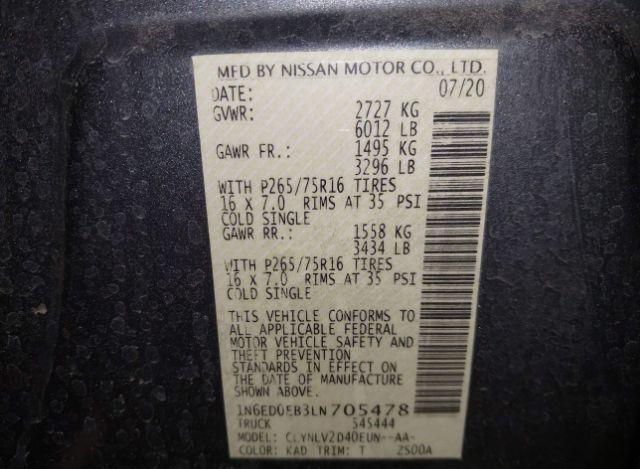 MFD BY NISSAN MOTOR CO., LTD.
DATE: 07/20
GVWR: 2727 KG
6012 LB
GAWR FR.: 1495 KG
3296 LB
WITH P265/75R16 TIRES
16 X 7.0 RIMS AT 35 PSI
COLD SINGLE
GAWR RR.: 1558 KG
3434 LB
WITH P265/75R16 TIRES
16 X 7.0 RIMS AT 35 PSI
COLD SINGLE
THIS VEHICLE CONFORMS TO
ALL APPLICABLE FEDERAL
MOTOR VEHICLE SAFETY AND
THEFT PREVENTION
STANDARDS IN EFFECT ON
THE DATE OF MANUFACTURE
SHOWN ABOVE.
1N6ED0EB3LN705478
TRUCK S4S444
MODEL: CLYNLV2D40EUN--AA-
COLOR: KAD TRIM: T ZS00A